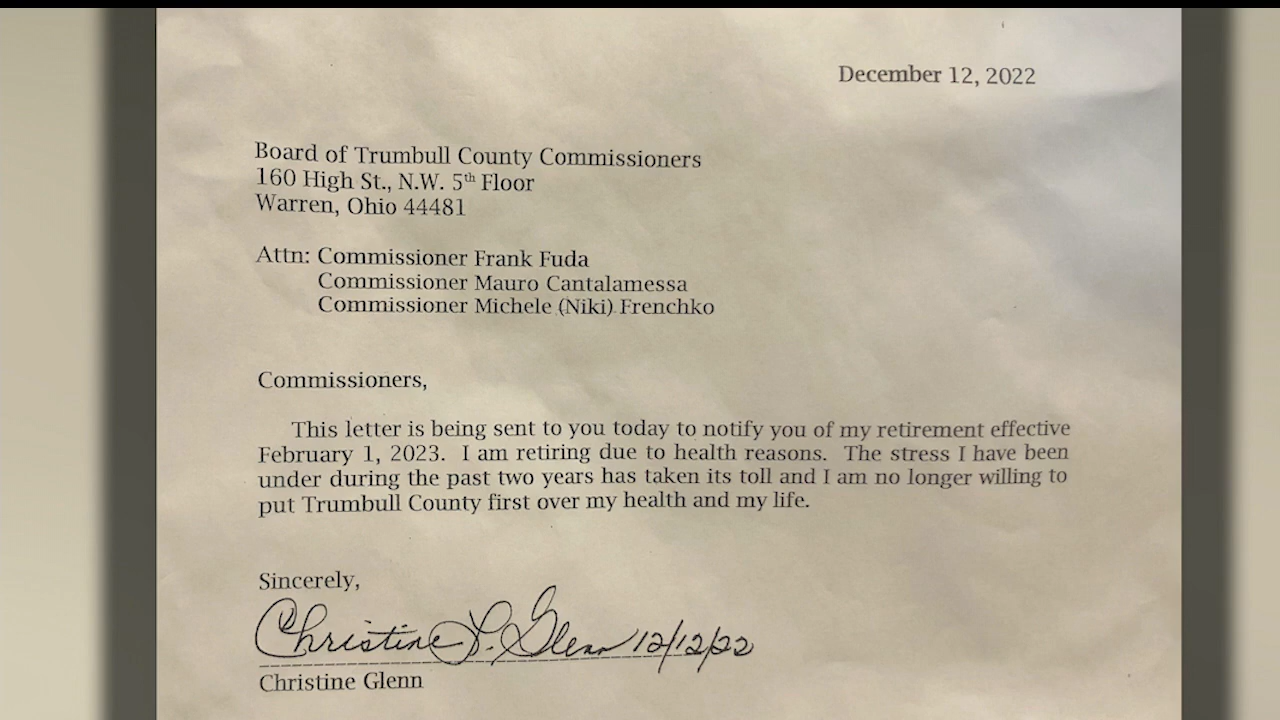 December 12, 2022
Board of Trumbull County Commissioners
160 High St., N.W. 5th Floor
Warren, Ohio 44481
Attn: Commissioner Frank Fuda
Commissioner Mauro Cantalamessa
Commissioner Michele (Niki) Frenchko
Commissioners,
This letter is being sent to you today to notify you of my retirement effective
February 1, 2023. I am retiring due to health reasons. The stress I have been
under during the past two years has taken its toll and I am no longer willing to
put Trumbull County first over my health and my life.
Sincerely,
Christine L. Glenn 12/12/22
Christine Glenn